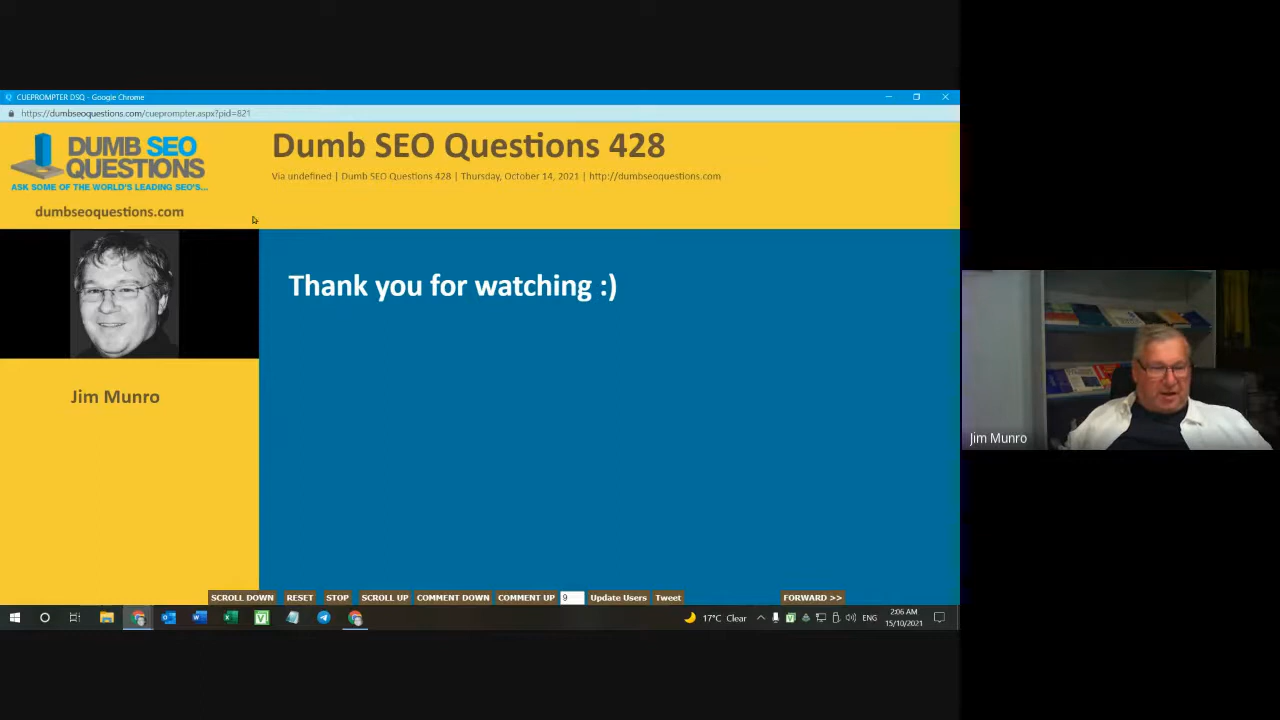 CUEPROMPTER DSQ - Google Chrome
https://dumbseoquestions.com/cueprompter.aspx?pid=821
DUMB SEO
QUESTIONS
ASK SOME OF THE WORLD'S LEADING SEO'S...
dumbseoquestions.com
Dumb SEO Questions 428
Via undefined | Dumb SEO Questions 428 | Thursday, October 14, 2021 | http://dumbseoquestions.com
Thank you for watching :)
Jim Munro
Jim Munro
SCROLL DOWN RESET STOP SCROLL UP COMMENT DOWN COMMENT UP 9 Update Users Tweet FORWARD >>
17°C Clear ENG 2:06 AM
15/10/2021